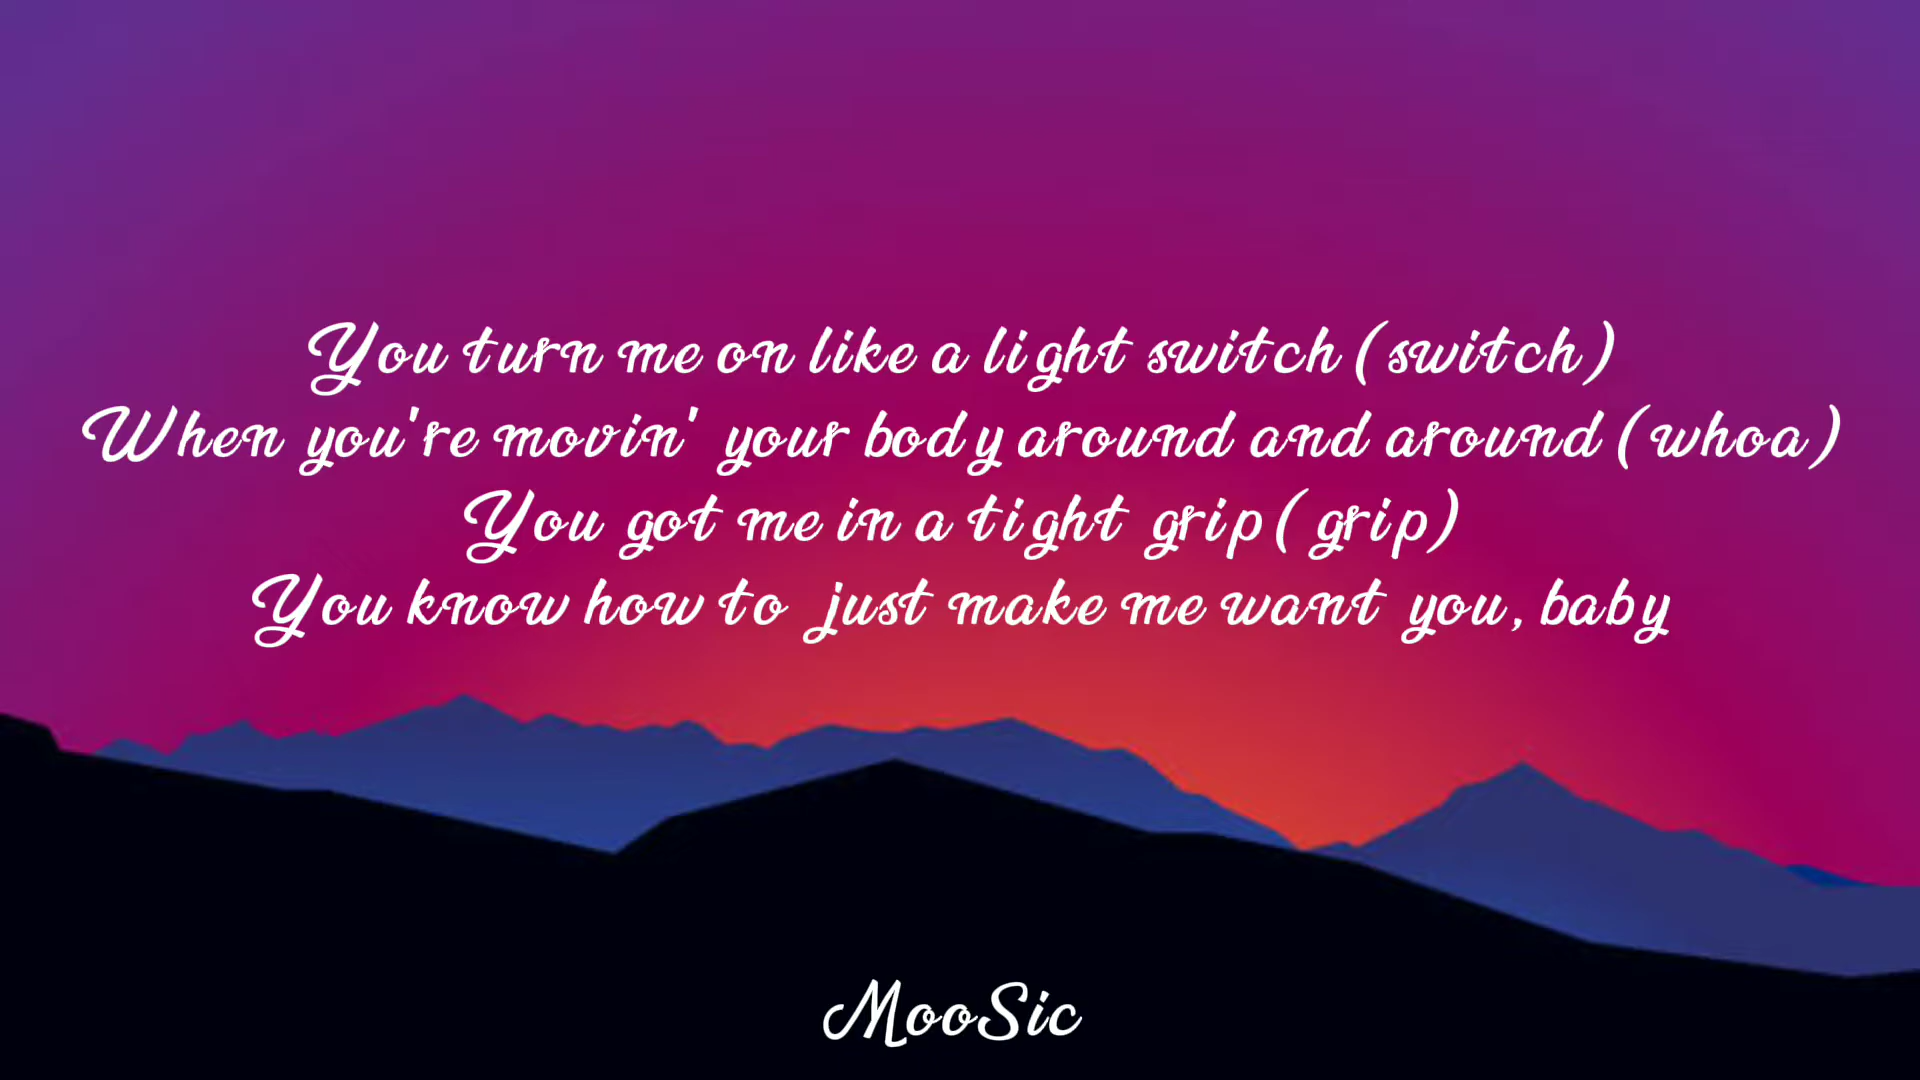 You turn me on like a light switch (switch)
When you're movin' your body around and around (whoa)
You got me in a tight grip (grip)
You know how to just make me want you, baby
MooSic